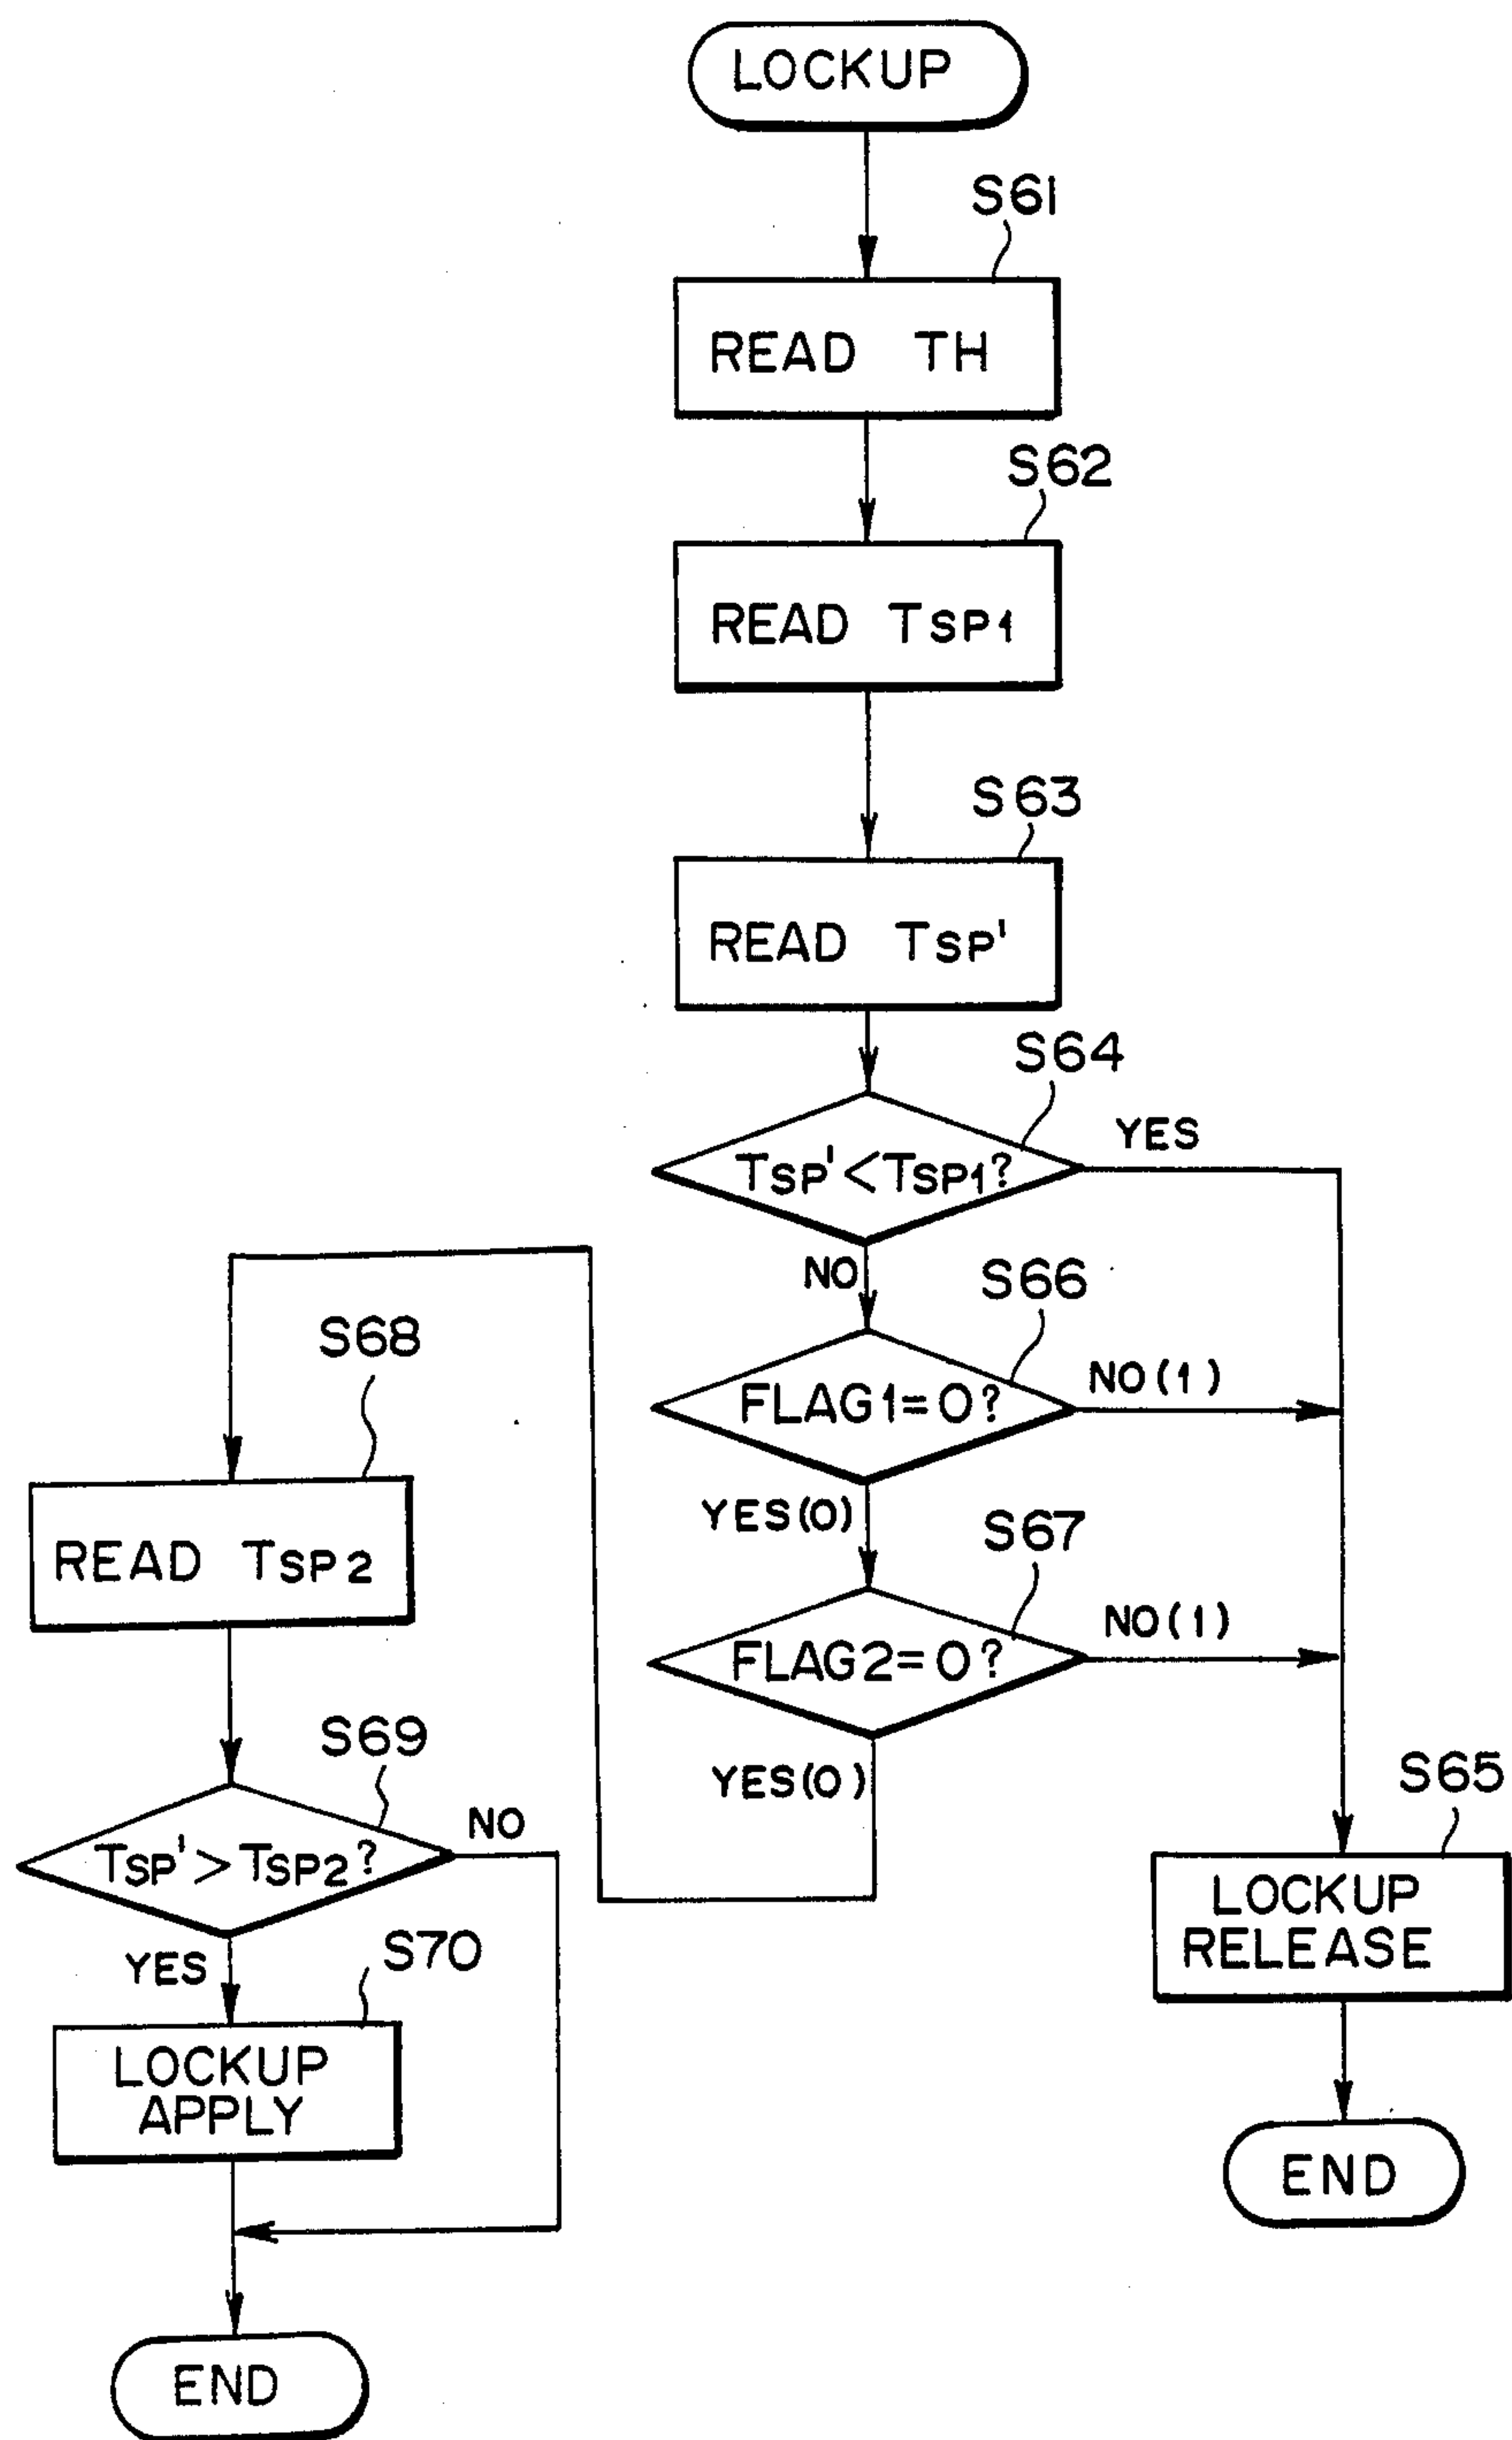 LOCKUP
S61
READ TH
S62
READ TSP1
S63
READ TSP'
S64
TSP'<TSP1?
YES
NO
S66
FLAG1=0?
NO(1)
YES(0)
S67
FLAG2=0?
NO(1)
YES(0)
S65
LOCKUP
RELEASE
END
S68
READ TSP2
S69
TSP'>TSP2?
NO
YES
S70
LOCKUP
APPLY
END